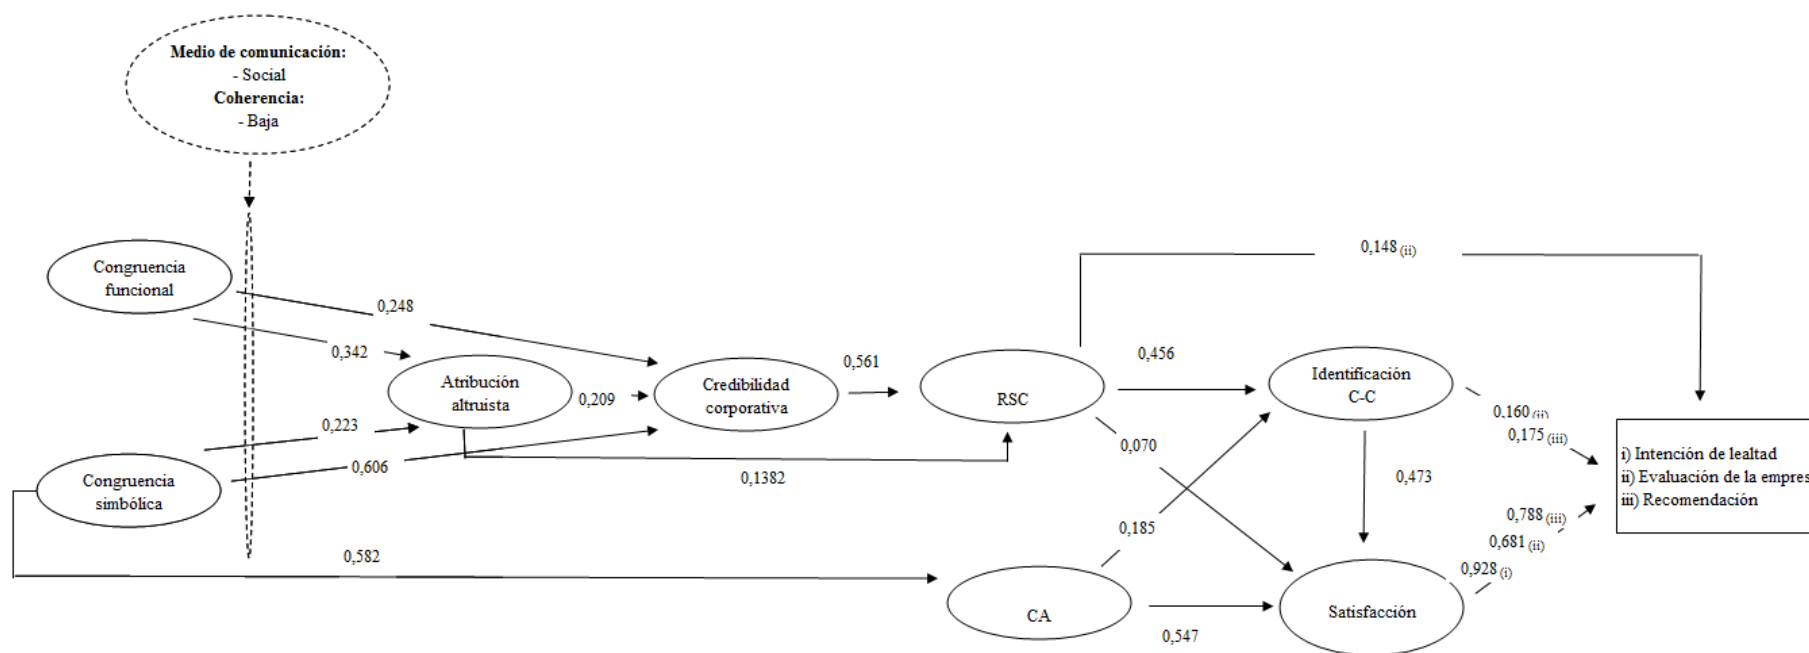 Medio de comunicación:
- Social
Coherencia:
- Baja
0,148 (ii)
Congruencia
funcional
0,248
0,342
0,561
0,456
Atribución
altruista
0,209
Credibilidad
corporativa
RSC
Identificación
C-C
0,160 (ii)
0,175 (iii)
0,223
0,606
0,070
0,1382
0,473
i) Intención de lealtad
ii) Evaluación de la empres
iii) Recomendación
Congruencia
simbólica
0,185
0,788 (iii)
0,681 (ii)
0,928 (i)
0,582
CA
0,547
Satisfacción